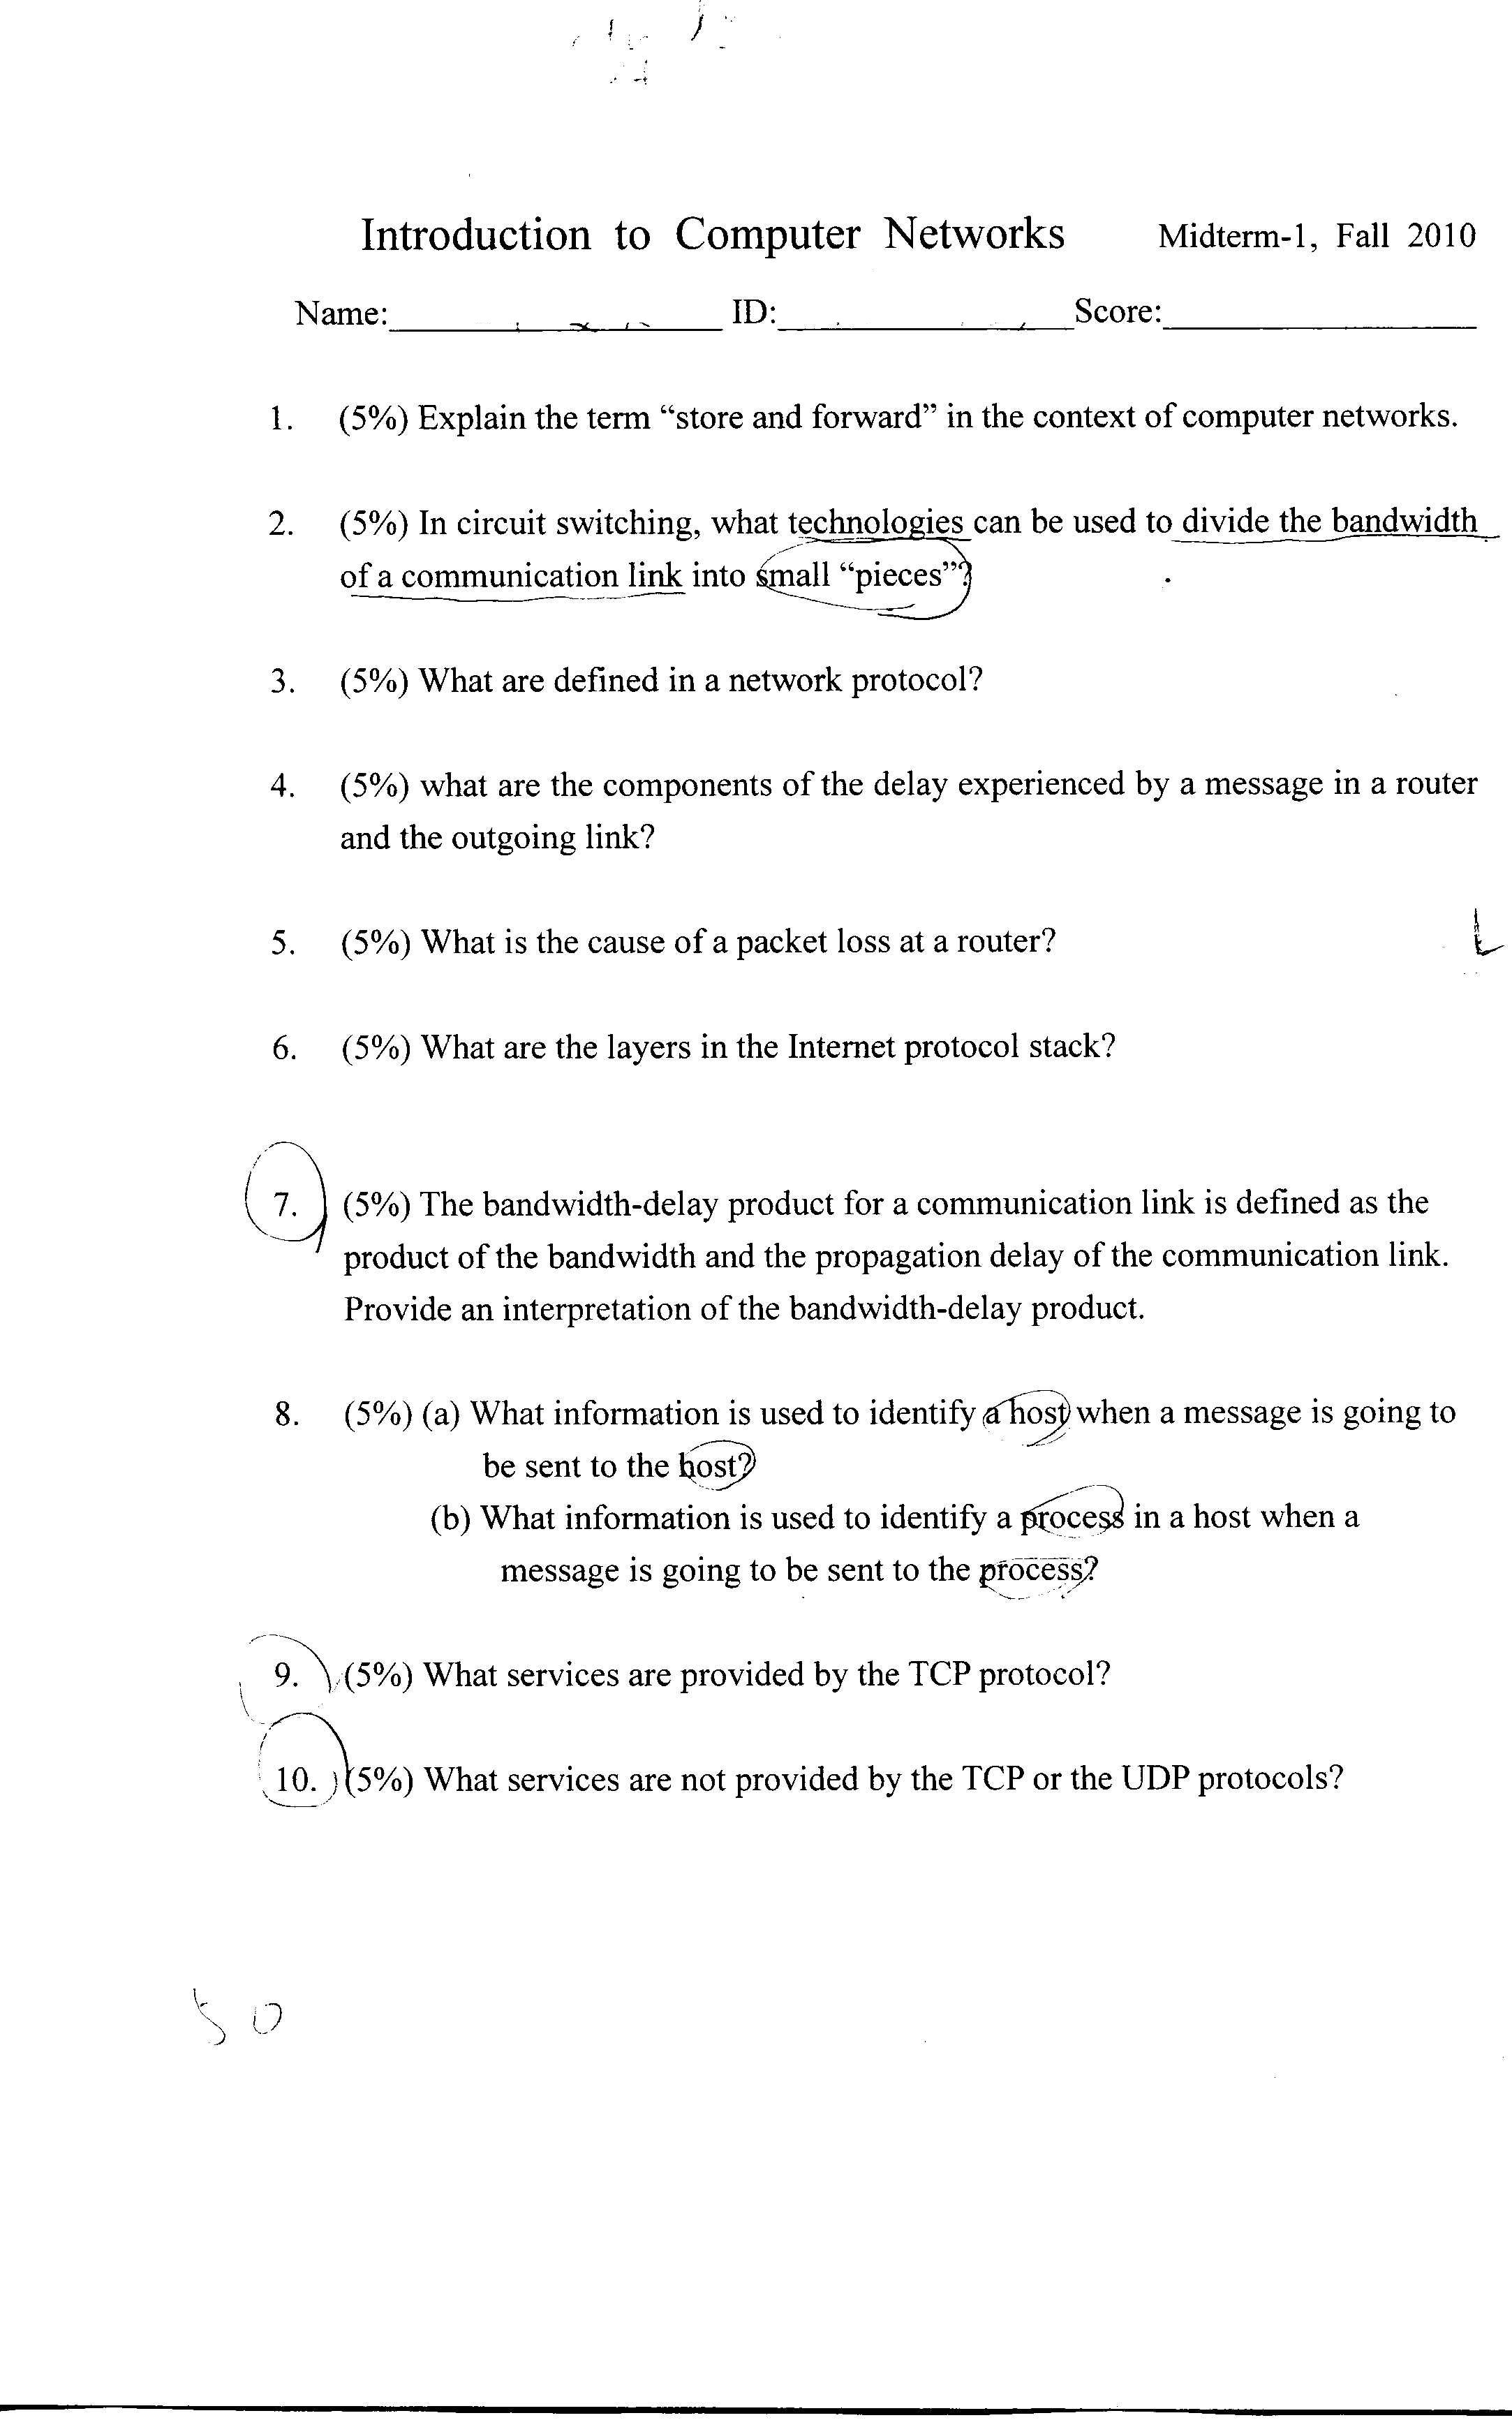 Introduction to Computer Networks Midterm-1, Fall 2010
Name: ID: Score:
1. (5%) Explain the term “store and forward” in the context of computer networks.
2. (5%) In circuit switching, what technologies can be used to divide the bandwidth
of a communication link into small “pieces”?
3. (5%) What are defined in a network protocol?
4. (5%) what are the components of the delay experienced by a message in a router
and the outgoing link?
5. (5%) What is the cause of a packet loss at a router?
6. (5%) What are the layers in the Internet protocol stack?
7. (5%) The bandwidth-delay product for a communication link is defined as the
product of the bandwidth and the propagation delay of the communication link.
Provide an interpretation of the bandwidth-delay product.
8. (5%) (a) What information is used to identify a host when a message is going to
be sent to the host?
(b) What information is used to identify a process in a host when a
message is going to be sent to the process?
9. (5%) What services are provided by the TCP protocol?
10. (5%) What services are not provided by the TCP or the UDP protocols?
50